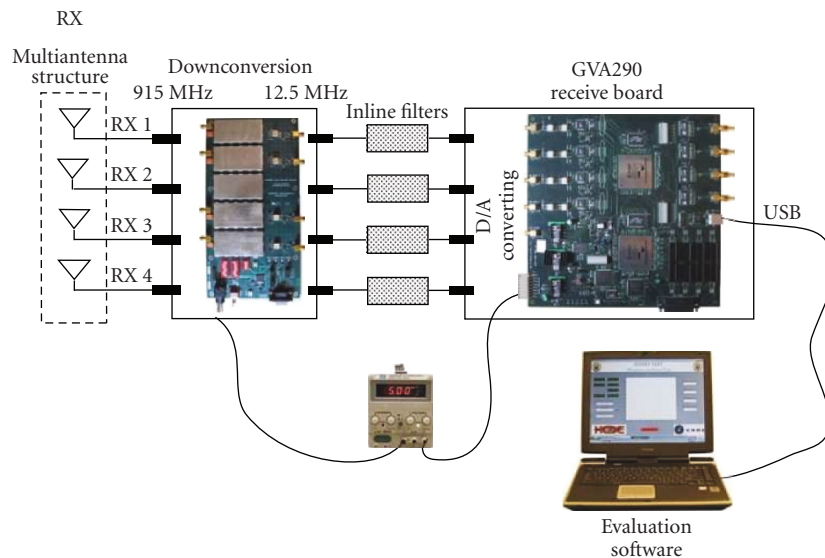 RX
Multiantenna
structure
Downconversion
915 MHz
12.5 MHz
RX 1
RX 2
RX 3
RX 4
Inline filters
GVA290
receive board
D/A
converting
USB
5.00
Evaluation
software